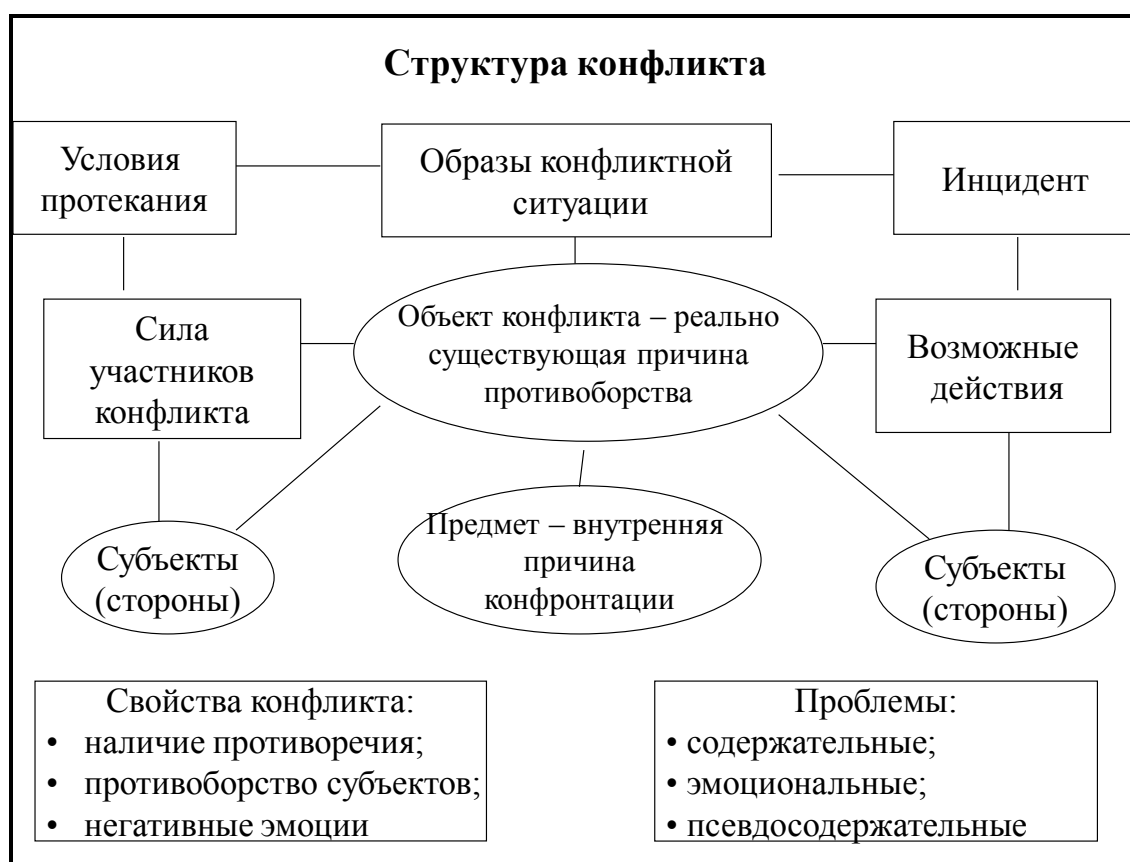 Структура конфликта
Условия
протекания
Образы конфликтной
ситуации
Инцидент
Сила
участников
конфликта
Объект конфликта – реально
существующая причина
противоборства
Возможные
действия
Субъекты
(стороны)
Предмет – внутренняя
причина
конфронтации
Субъекты
(стороны)
Свойства конфликта:
• наличие противоречия;
• противоборство субъектов;
• негативные эмоции
Проблемы:
• содержательные;
• эмоциональные;
• псевдосодержательные